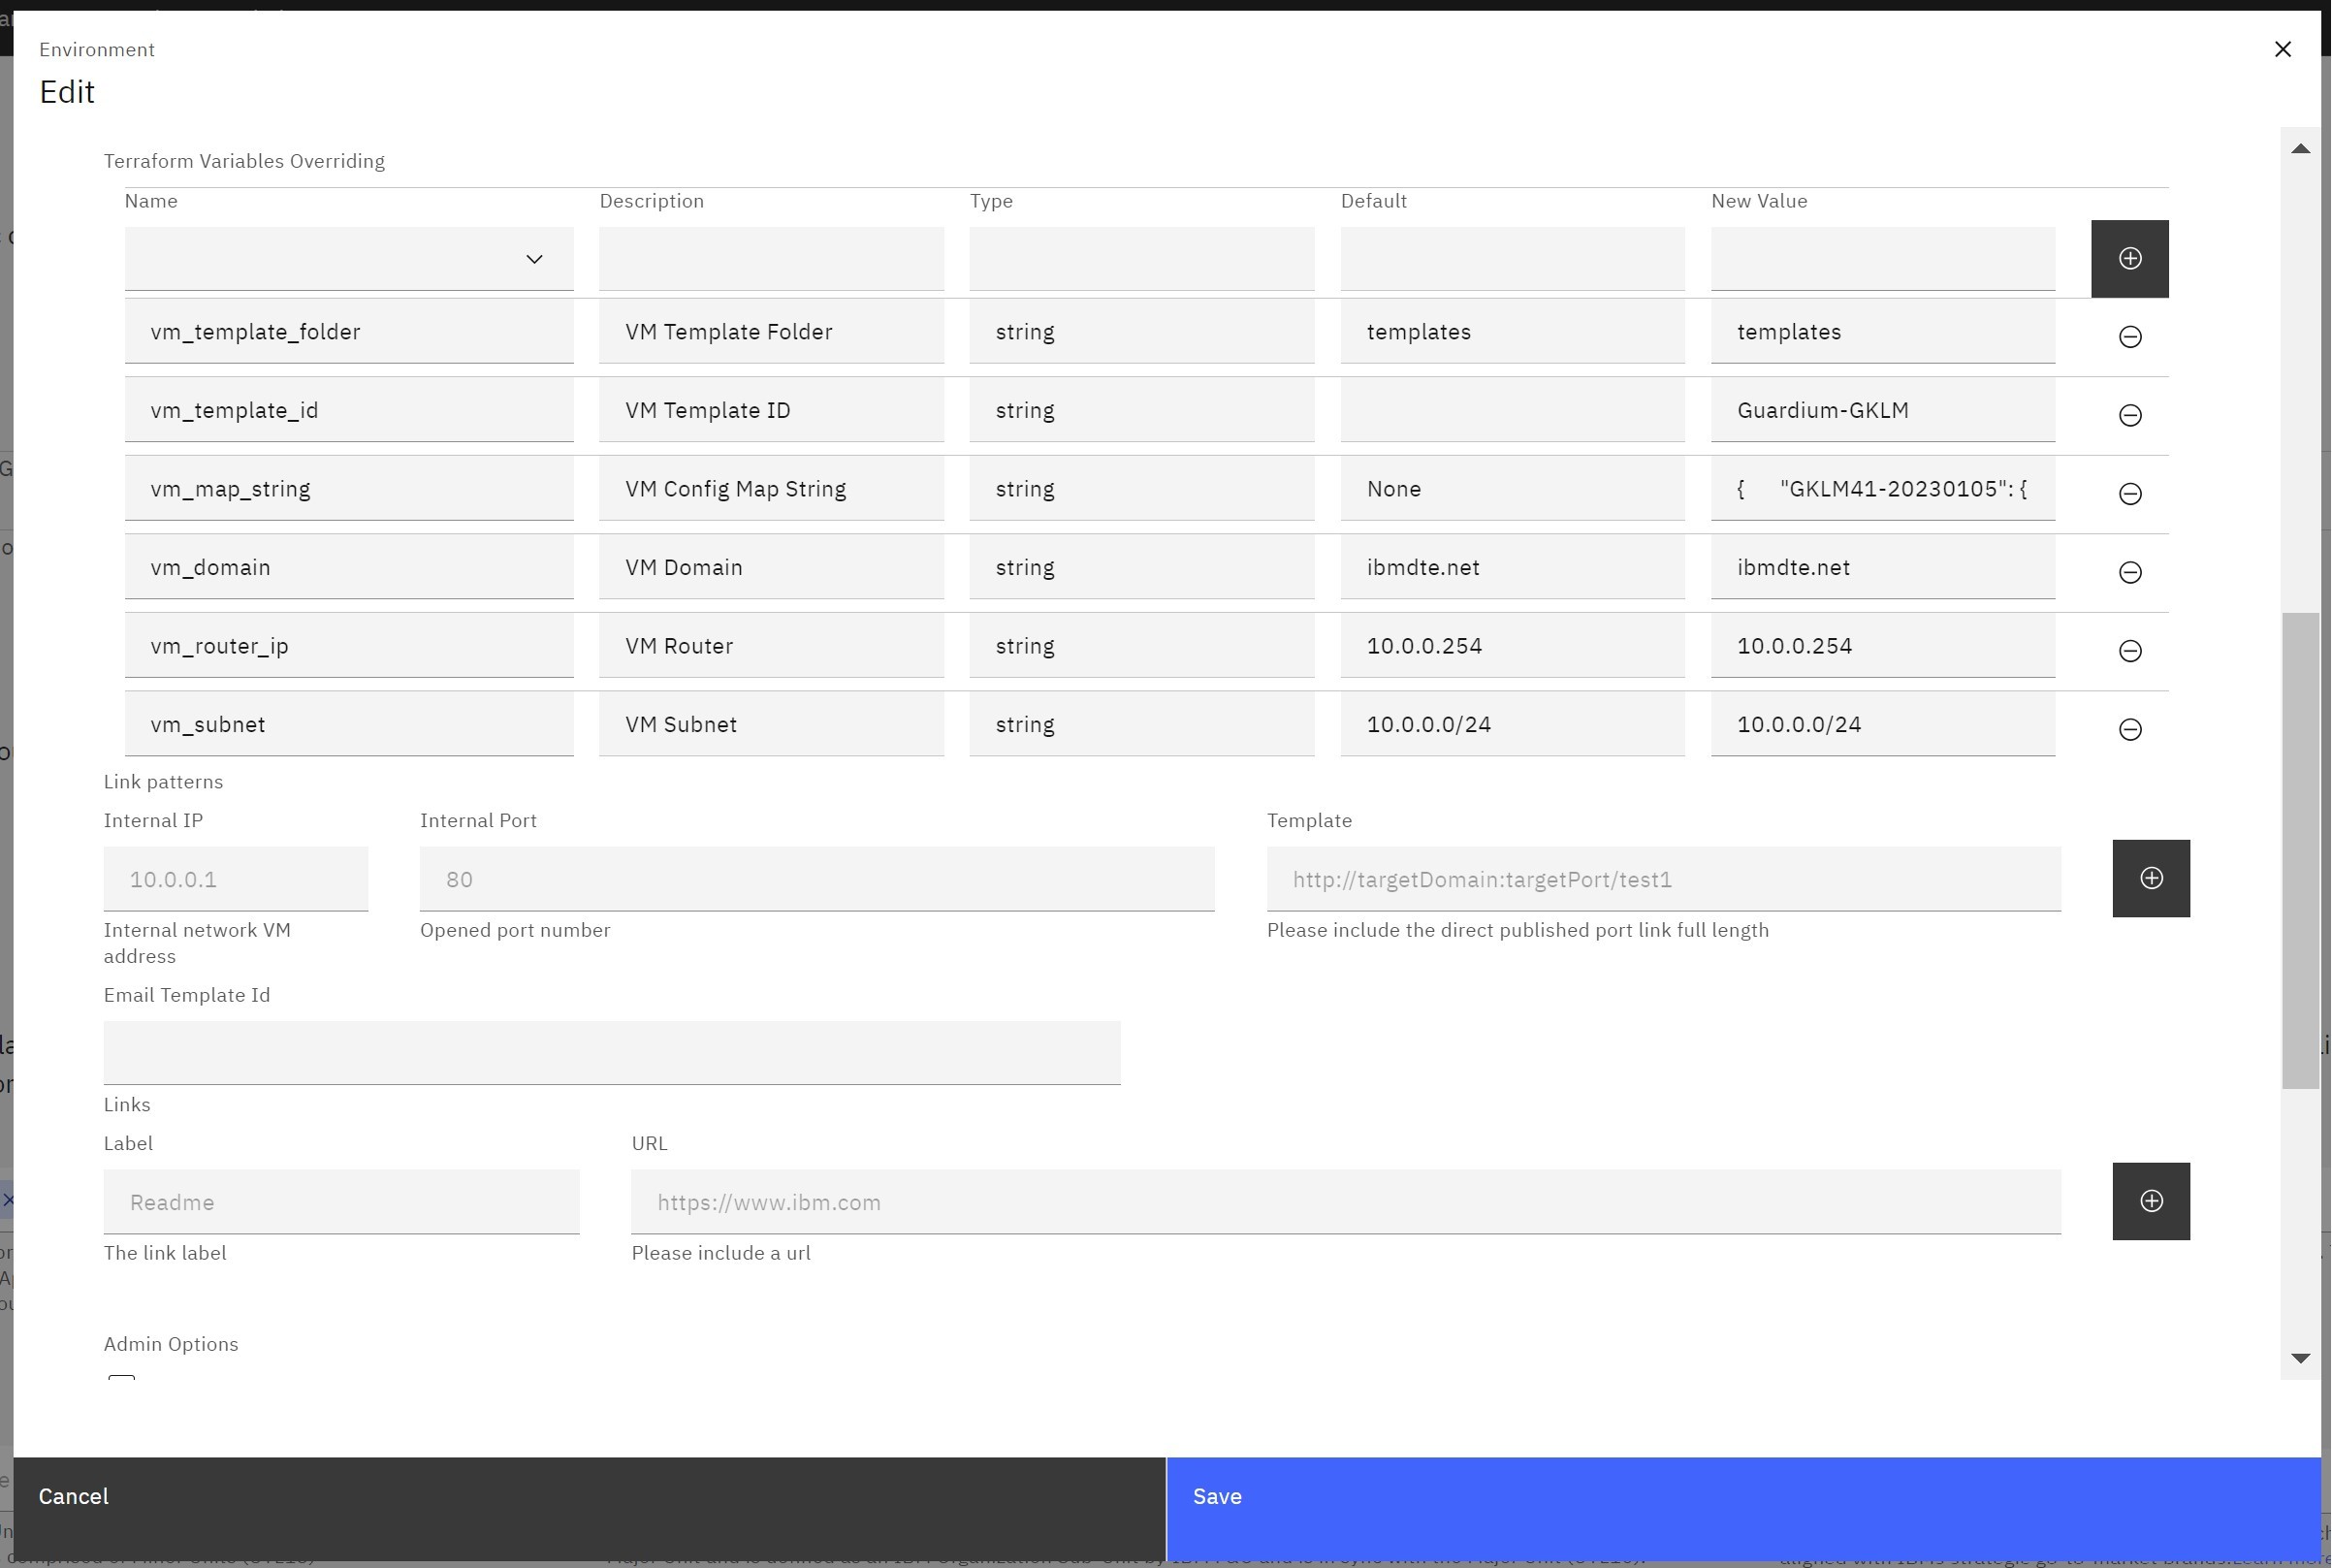 Environment
Edit
Terraform Variables Overriding
Name Description Type Default New Value
vm_template_folder VM Template Folder string templates templates
vm_template_id VM Template ID string Guardium-GKLM
vm_map_string VM Config Map String string None { "GKLM41-20230105": {
vm_domain VM Domain string ibmdte.net ibmdte.net
vm_router_ip VM Router string 10.0.0.254 10.0.0.254
vm_subnet VM Subnet string 10.0.0.0/24 10.0.0.0/24
Link patterns
Internal IP Internal Port Template
10.0.0.1 80 http://targetDomain:targetPort/test1
Internal network VM address Opened port number Please include the direct published port link full length
Email Template Id
Links
Label URL
Readme https://www.ibm.com
The link label Please include a url
Admin Options
Cancel Save